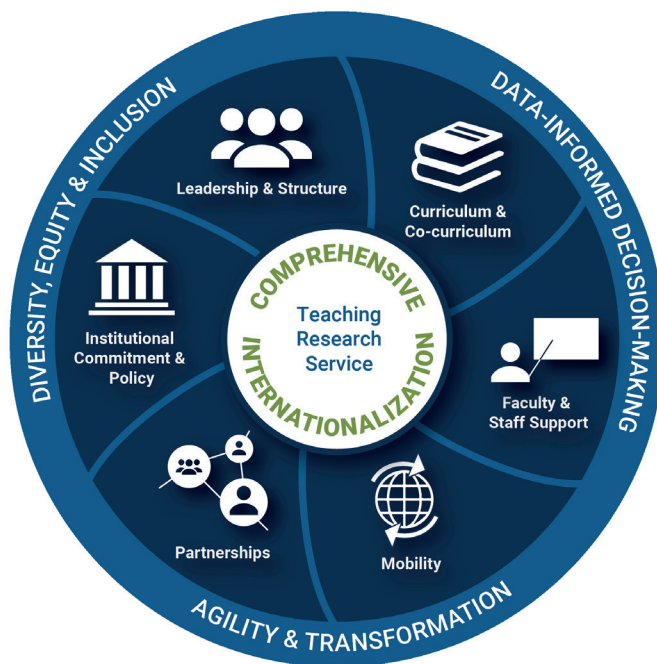 DIVERSITY, EQUITY & INCLUSION
DATA-INFORMED DECISION-MAKING
AGILITY & TRANSFORMATION
Leadership & Structure
Curriculum &
Co-curriculum
Institutional
Commitment &
Policy
COMPREHENSIVE
Teaching
Research
Service
INTERNATIONALIZATION
Faculty &
Staff Support
Partnerships
Mobility